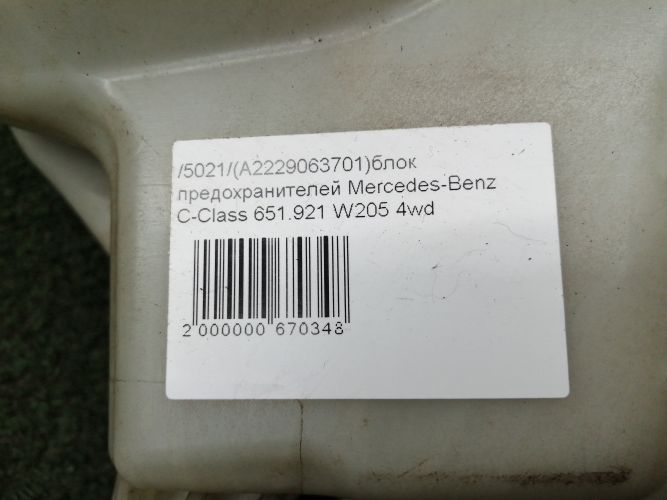 /5021/(A2229063701)блок
предохранителей Mercedes-Benz
C-Class 651.921 W205 4wd
2 000000 670348